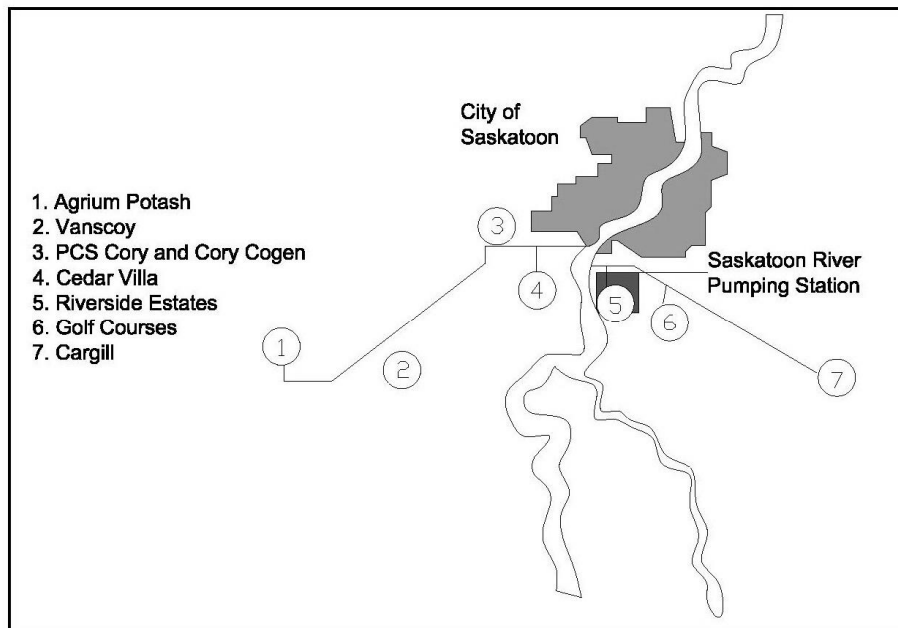 City of
Saskatoon
1. Agrium Potash
2. Vanscoy
3. PCS Cory and Cory Cogen
4. Cedar Villa
5. Riverside Estates
6. Golf Courses
7. Cargill
3
4
Saskatoon River
Pumping Station
5
6
1
2
7